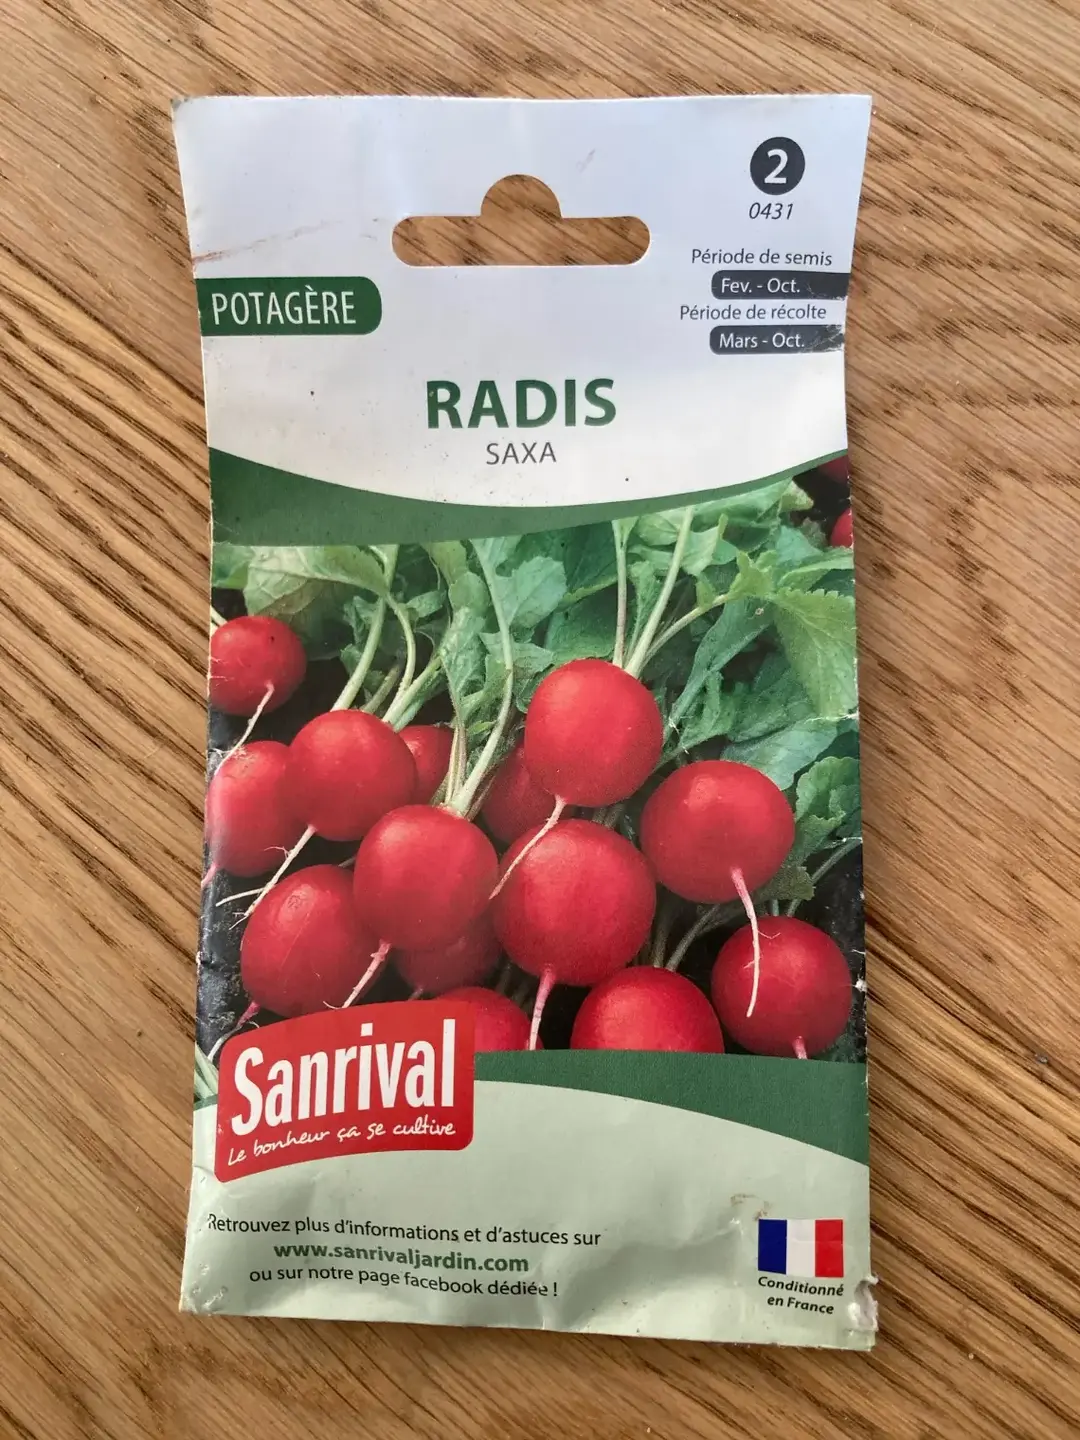 2
0431
Période de semis
Fev. - Oct.
Période de récolte
Mars - Oct.
POTAGÈRE
RADIS
SAXA
Sanrival
Le bonheur ça se cultive
Retrouvez plus d'informations et d'astuces sur
www.sanrivaljardin.com
ou sur notre page facebook dédiée !
Conditionné
en France